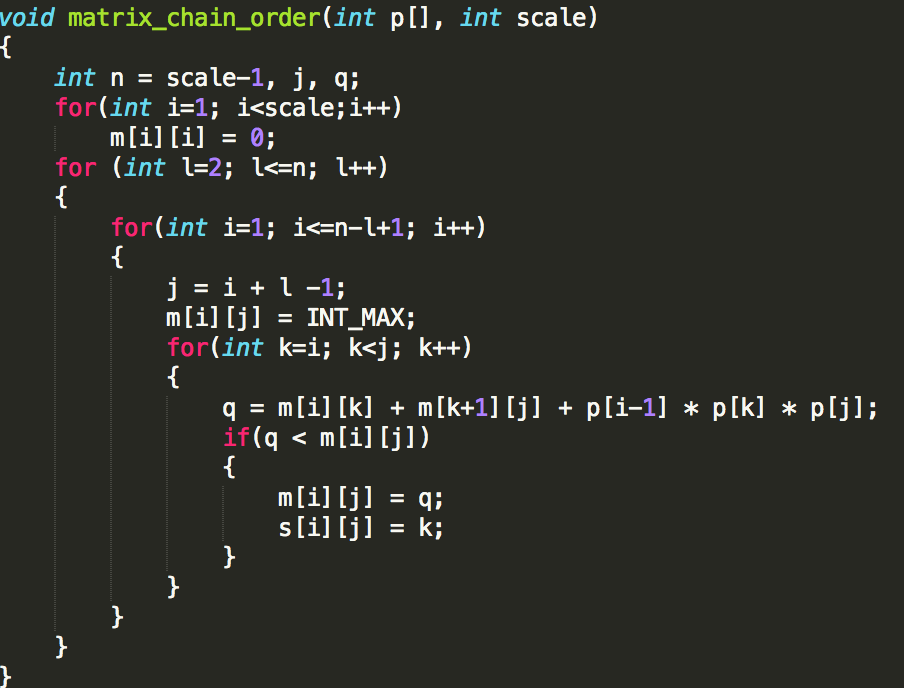 void matrix_chain_order(int p[], int scale)
{
    int n = scale-1, j, q;
    for(int i=1; i<scale;i++)
        m[i][i] = 0;
    for (int l=2; l<=n; l++)
    {
        for(int i=1; i<=n-l+1; i++)
        {
            j = i + l -1;
            m[i][j] = INT_MAX;
            for(int k=i; k<j; k++)
            {
                q = m[i][k] + m[k+1][j] + p[i-1] * p[k] * p[j];
                if(q < m[i][j])
                {
                    m[i][j] = q;
                    s[i][j] = k;
                }
            }
        }
    }
}